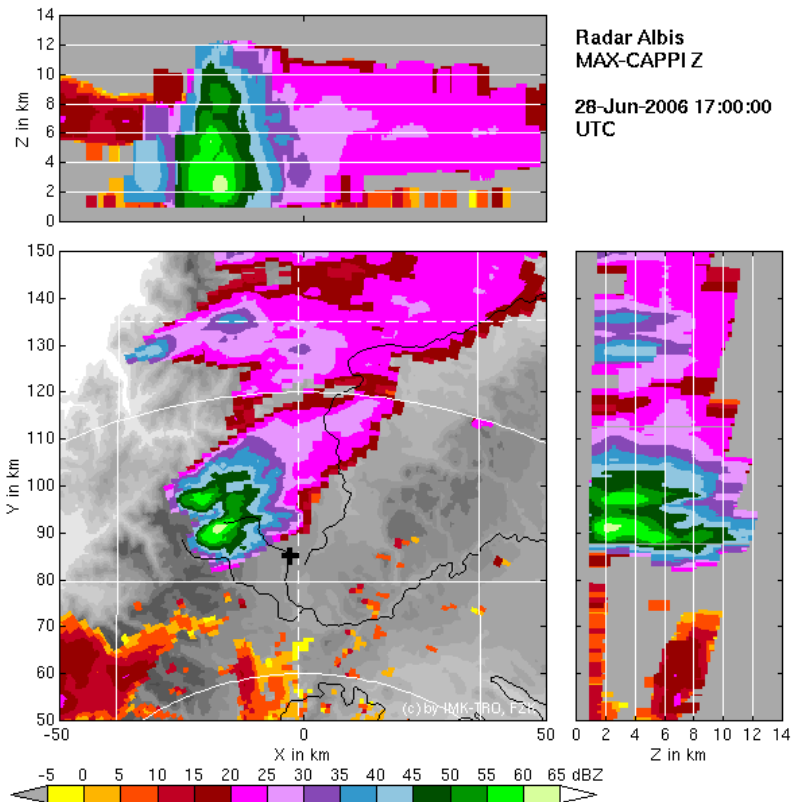 Radar Albis
MAX-CAPPI Z
28-Jun-2006 17:00:00
UTC
14
12
10
8
6
4
2
0
Z in km
-50 0 50
150
140
130
120
110
100
90
80
70
60
50
Y in km
(c) by IMK-TRO, FZK
-50 0 50
X in km
0 2 4 6 8 10 12 14
Z in km
-5 0 5 10 15 20 25 30 35 40 45 50 55 60 65 dBZ